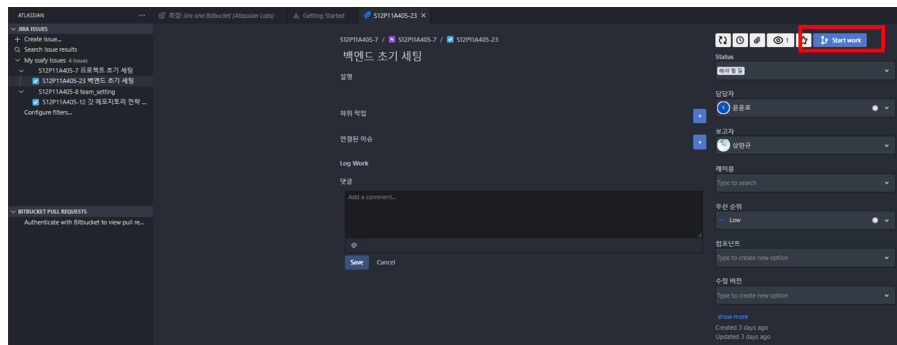 ATLASSIAN
확장: Jira and Bitbucket (Atlassian Labs)
Getting Started
S12P11A405-23
JIRA ISSUES
Create issue...
Search issue results
My ssafy Issues 4 issues
S12P11A405-7 프로젝트 초기 세팅
S12P11A405-23 백엔드 초기 세팅
S12P11A405-8 team_setting
S12P11A405-12 깃 레포지토리 전략 ...
Configure filters...
BITBUCKET PULL REQUESTS
Authenticate with Bitbucket to view pull re...
S12P11A405-7 / S12P11A405-7 / S12P11A405-23
백엔드 초기 세팅
설명
하위 작업
연결된 이슈
Log Work
댓글
Add a comment...
@
Save Cancel
1
Start work
Status
해야 할 일
담당자
Y 윤윤호
보고자
상한규
레이블
Type to search
우선 순위
Low
컴포넌트
Type to create new option
수정 버전
Type to create new option
show more
Created 3 days ago
Updated 3 days ago